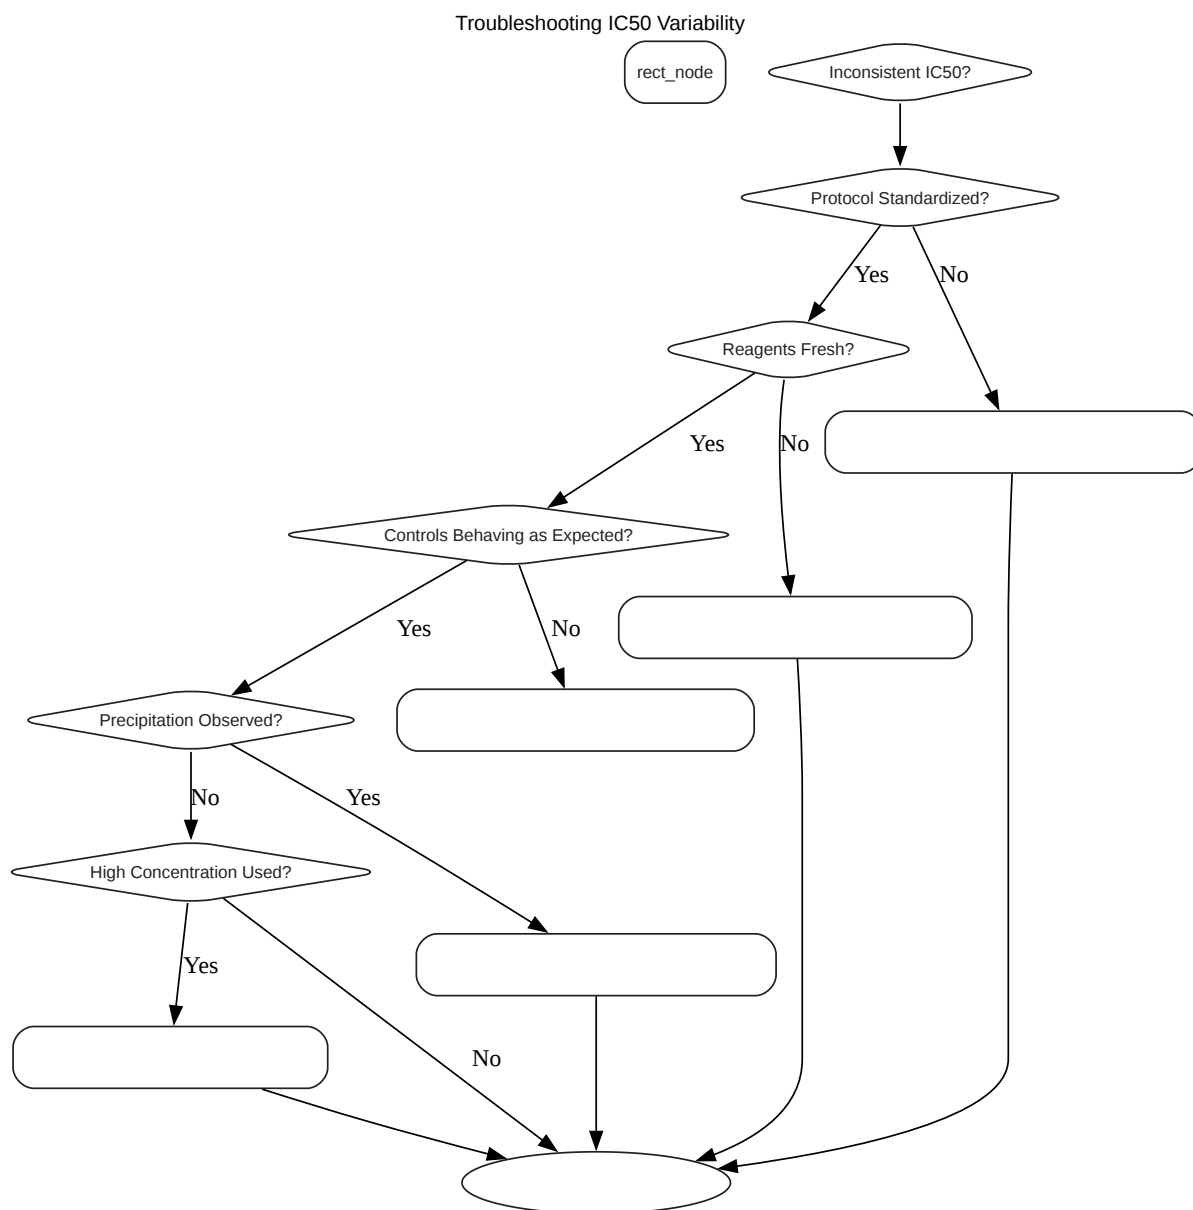 Troubleshooting IC50 Variability
rect_node
Inconsistent IC50?
Protocol Standardized?
Yes
No
Reagents Fresh?
Yes
No
Controls Behaving as Expected?
Yes
No
Precipitation Observed?
No
Yes
High Concentration Used?
Yes
No